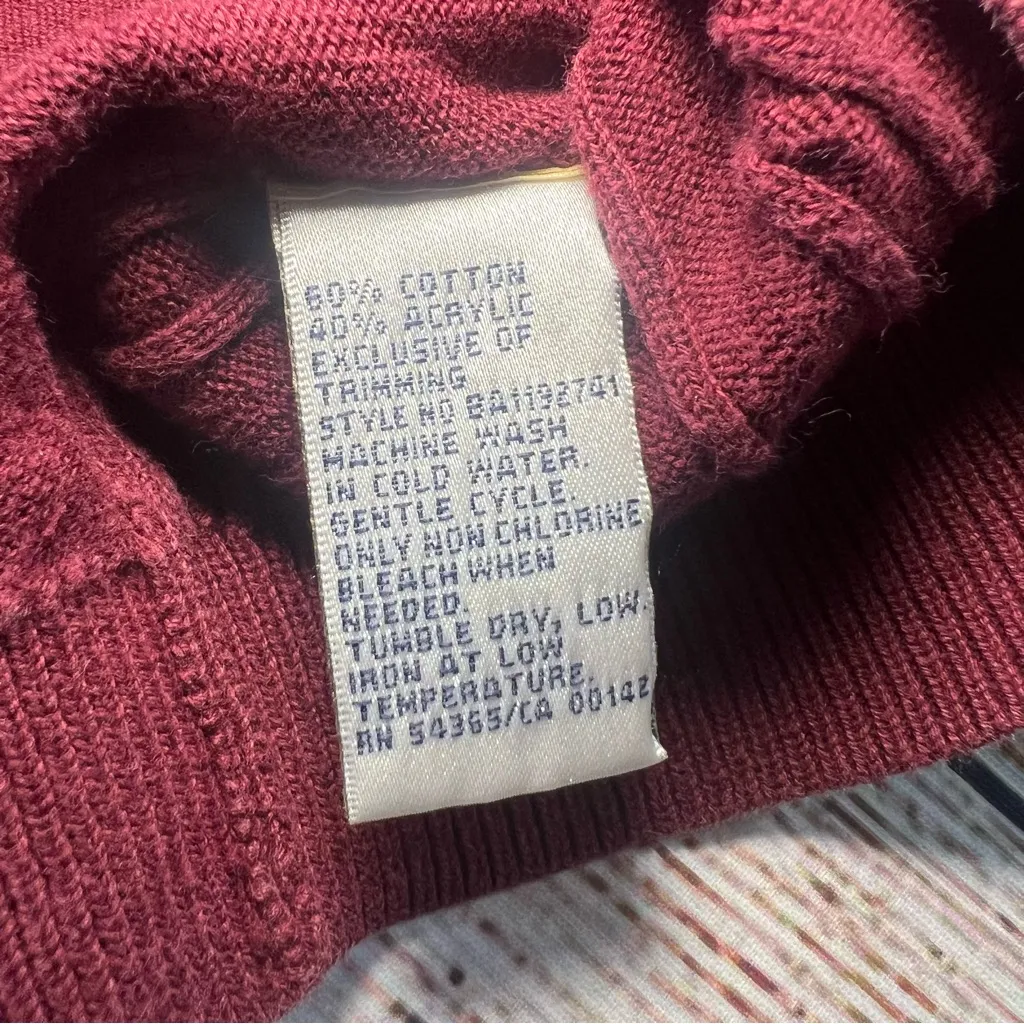 60% COTTON
40% ACRYLIC
EXCLUSIVE OF
TRIMMING
STYLE NO BA1192741
MACHINE WASH
IN COLD WATER.
GENTLE CYCLE.
ONLY NON CHLORINE
BLEACH WHEN
NEEDED.
TUMBLE DRY, LOW.
IRON AT LOW
TEMPERATURE.
RN 54365/CA 00142